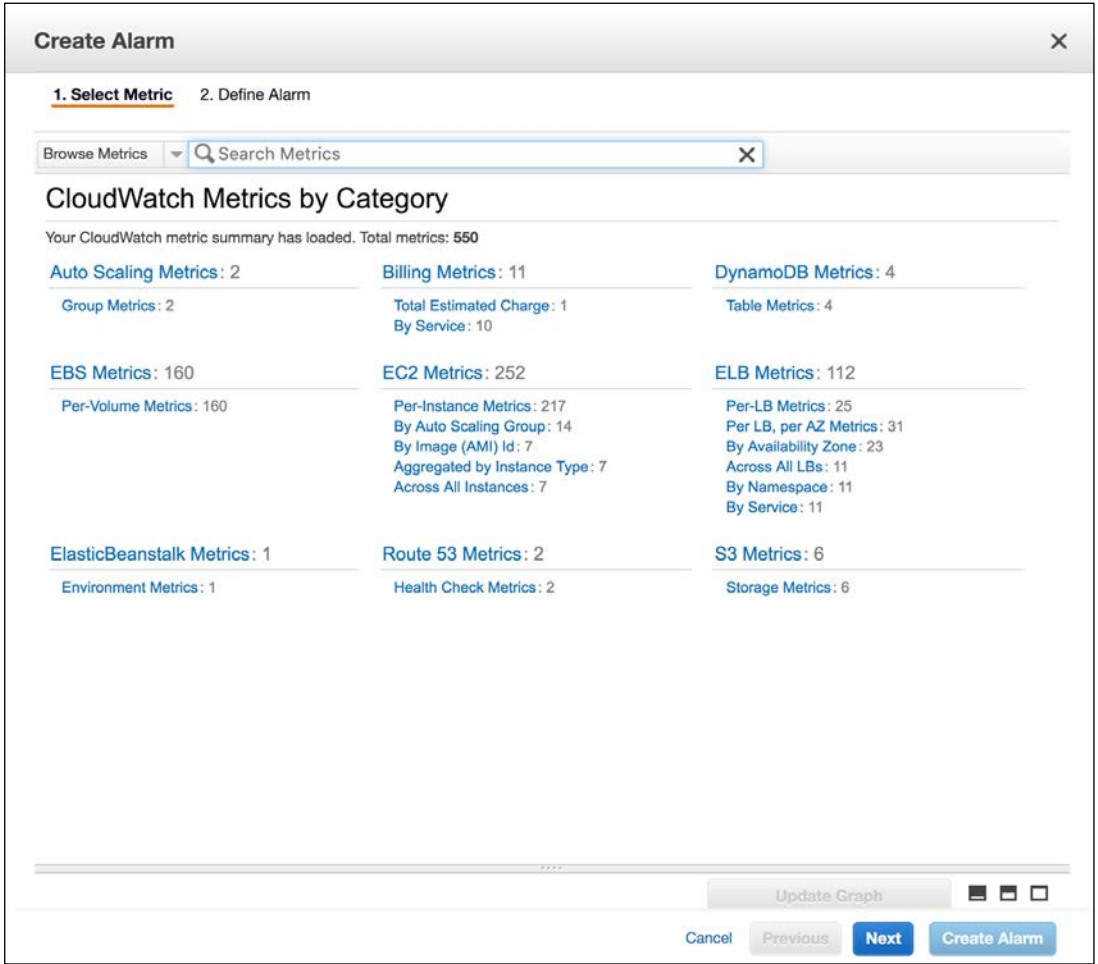 Create Alarm
1. Select Metric 2. Define Alarm
Browse Metrics Search Metrics
CloudWatch Metrics by Category
Your CloudWatch metric summary has loaded. Total metrics: 550
Auto Scaling Metrics: 2 Billing Metrics: 11 DynamoDB Metrics: 4
Group Metrics: 2 Total Estimated Charge: 1 Table Metrics: 4
By Service: 10
EBS Metrics: 160 EC2 Metrics: 252 ELB Metrics: 112
Per-Volume Metrics: 160 Per-Instance Metrics: 217 Per-LB Metrics: 25
By Auto Scaling Group: 14 Per LB, per AZ Metrics: 31
By Image (AMI) Id: 7 By Availability Zone: 23
Aggregated by Instance Type: 7 Across All LBs: 11
Across All Instances: 7 By Namespace: 11
By Service: 11
ElasticBeanstalk Metrics: 1 Route 53 Metrics: 2 S3 Metrics: 6
Environment Metrics: 1 Health Check Metrics: 2 Storage Metrics: 6
Update Graph
Cancel Previous Next Create Alarm